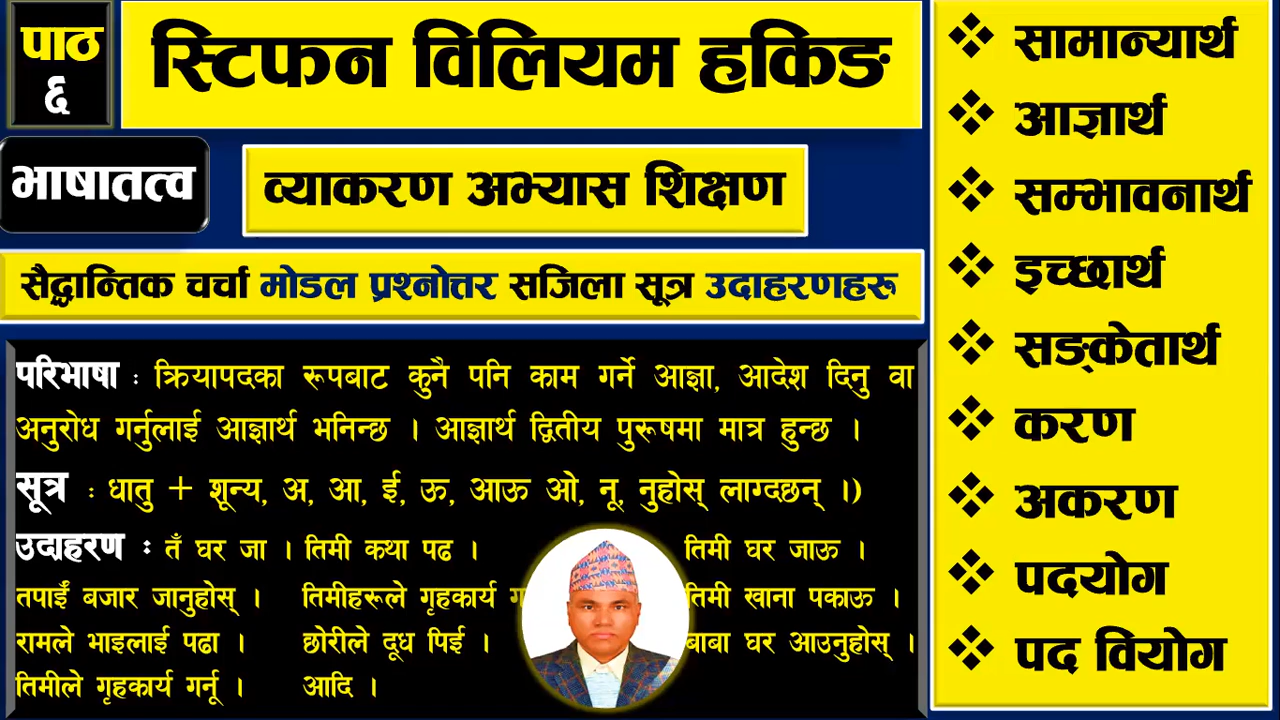 पाठ
६
स्टिफन विलियम हकिङ
भाषातत्व
व्याकरण अभ्यास शिक्षण
सैद्धान्तिक चर्चा मोडल प्रश्नोत्तर सजिला सूत्र उदाहरणहरू
परिभाषा : क्रियापदका रूपबाट कुनै पनि काम गर्ने आज्ञा, आदेश दिनु वा
अनुरोध गर्नुलाई आज्ञार्थ भनिन्छ । आज्ञार्थ द्वितीय पुरूषमा मात्र हुन्छ ।
सूत्र : धातु + शून्य, अ, आ, ई, ऊ, आऊ ओ, नू, नुहोस् लाग्दछन् ।)
उदाहरण : तँ घर जा । तिमी कथा पढ । तिमी घर जाऊ ।
तपाईँ बजार जानुहोस् । तिमीहरूले गृहकार्य तिमी खाना पकाऊ ।
रामले भाइलाई पढा । छोरीले दूध पिई । बाबा घर आउनुहोस् ।
तिमीले गृहकार्य गर्नू । आदि ।
❖ सामान्यार्थ
❖ आज्ञार्थ
❖ सम्भावनार्थ
❖ इच्छार्थ
❖ सङ्केतार्थ
❖ करण
❖ अकरण
❖ पदयोग
❖ पद वियोग